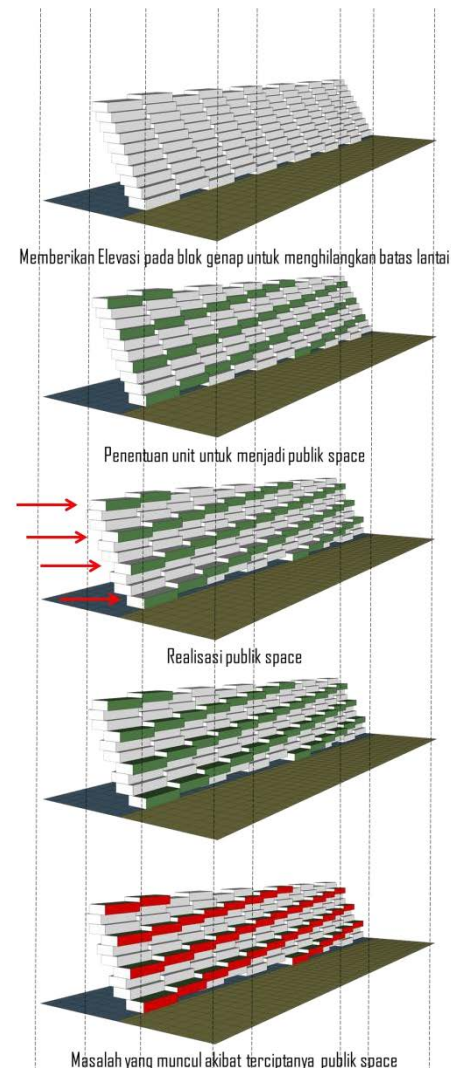 Memberikan Elevasi pada blok genap untuk menghilangkan batas lantai
Penentuan unit untuk menjadi publik space
Realisasi publik space
Masalah yang muncul akibat terciptanya publik space